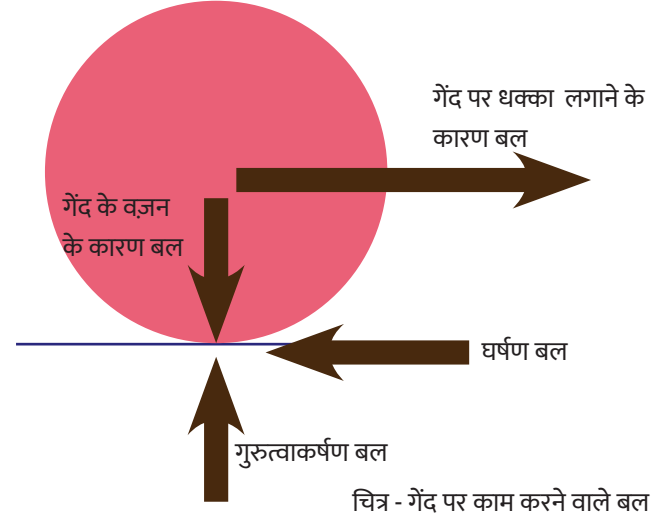 गेंद पर धक्का लगाने के
कारण बल
गेंद के वज़न
के कारण बल
घर्षण बल
गुरुत्वाकर्षण बल
चित्र - गेंद पर काम करने वाले बल